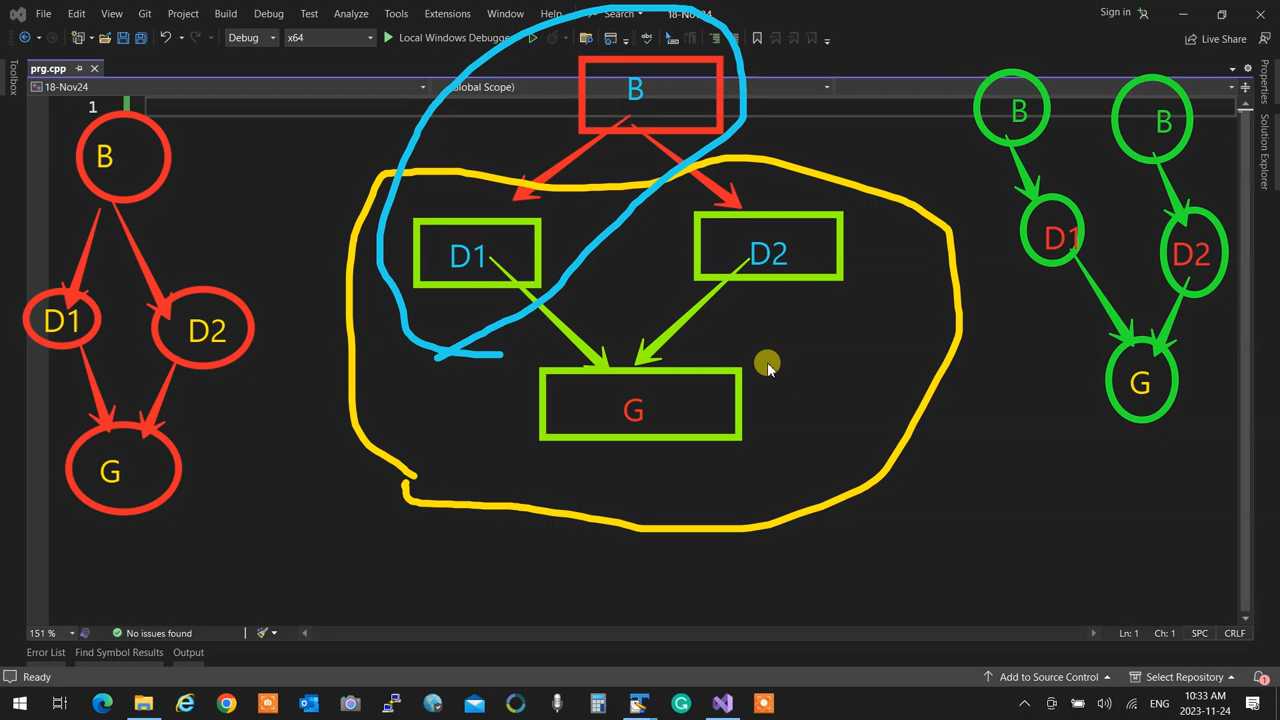 File Edit View Git Project Build Debug Test Analyze Tools Extensions Window Help Search 18-Nov24 Sign in
Debug x64 Local Windows Debugger Live Share
prg.cpp
18-Nov24 Global Scope)
1
Toolbox
Properties
Solution Explorer
B
D1 D2
G
B
D1 D2
G
B B
D1 D2
G
151 % No issues found Ln: 1 Ch: 1 SPC CRLF
Error List Find Symbol Results Output
Ready Add to Source Control Select Repository 1
ENG 10:33 AM
2023-11-24